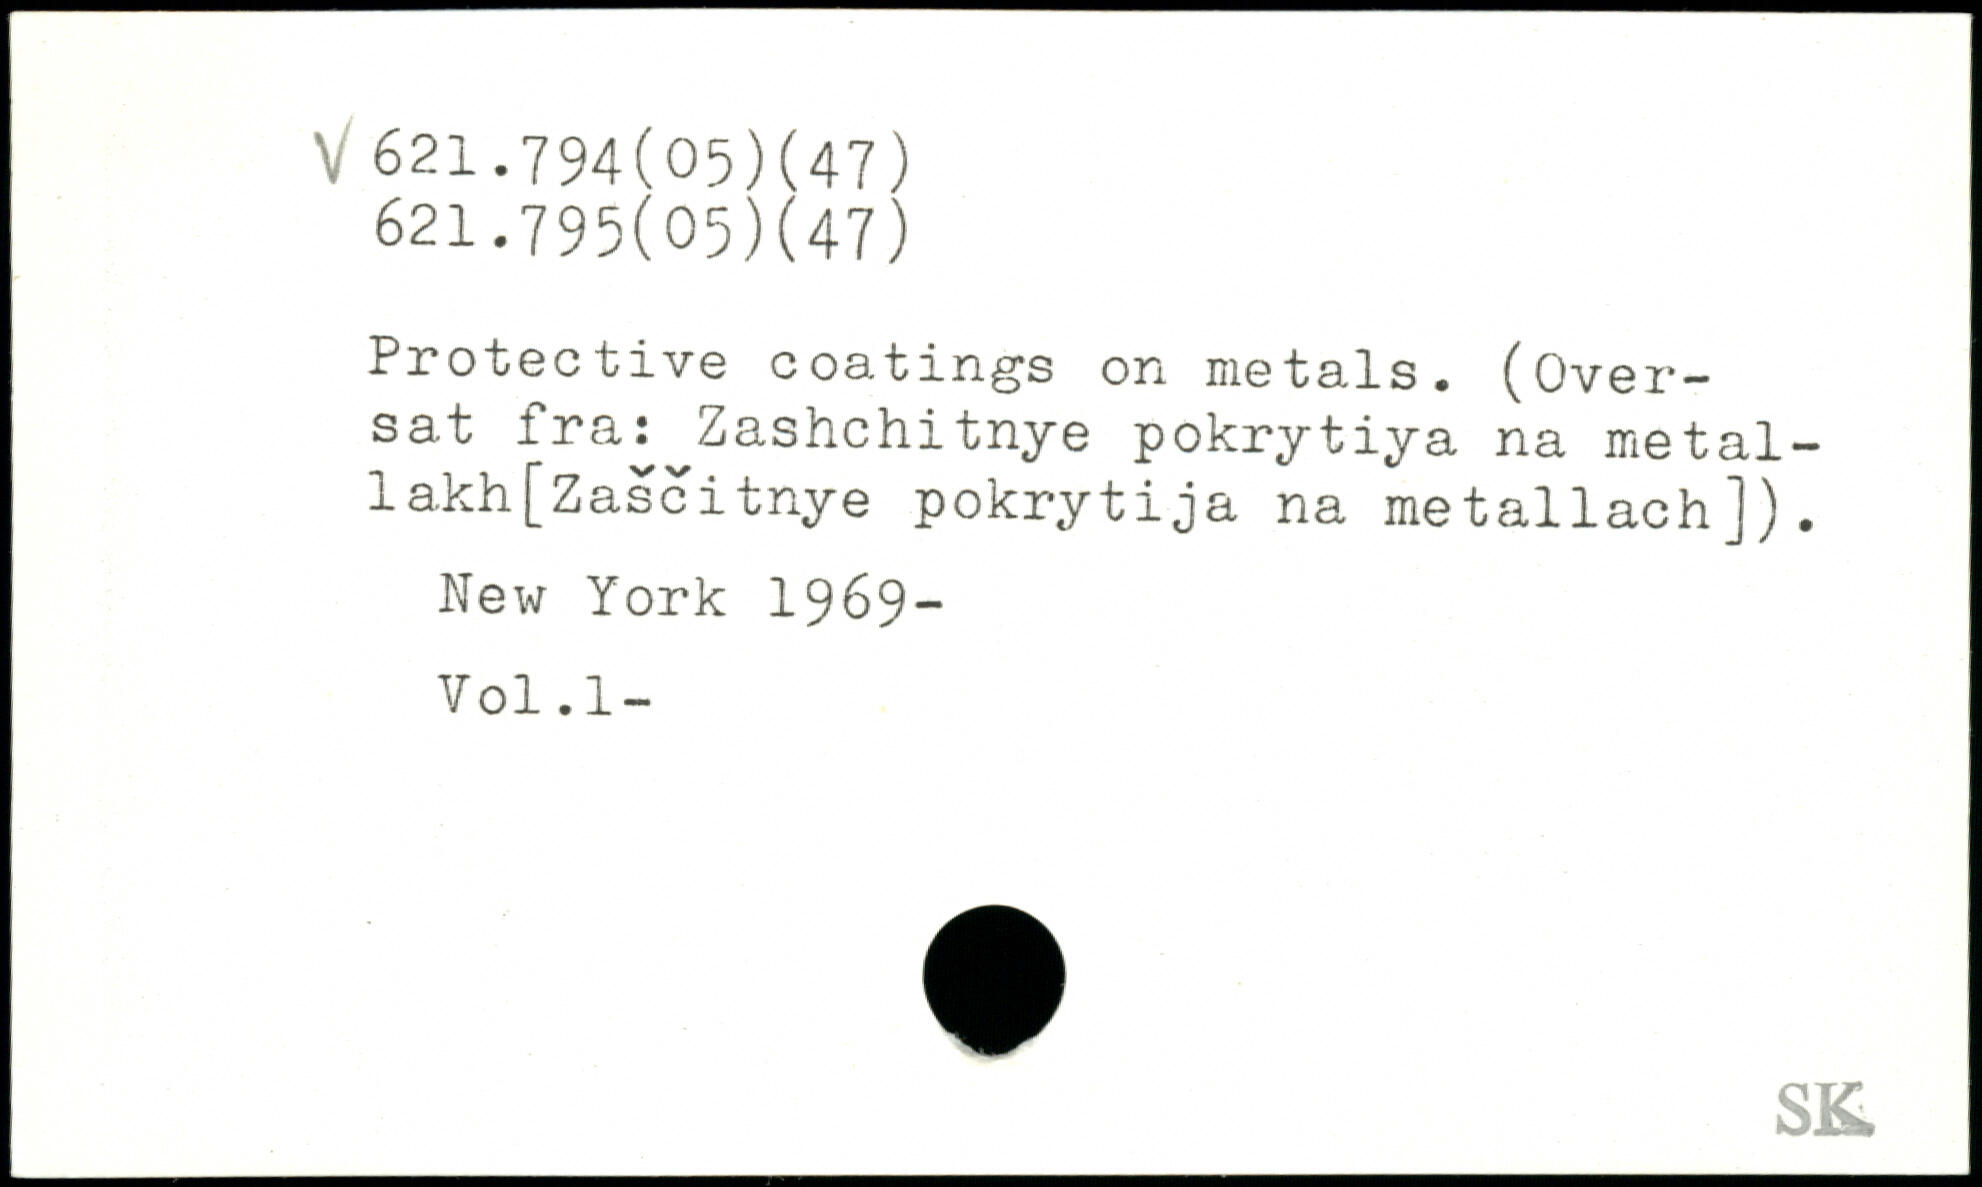 √ 621.794(05)(47)
621.795(05)(47)
Protective coatings on metals. (Over-
sat fra: Zashchitnye pokrytiya na metal-
lakh[Zaščitnye pokrytija na metallach]).
New York 1969-
Vol.1-
SK